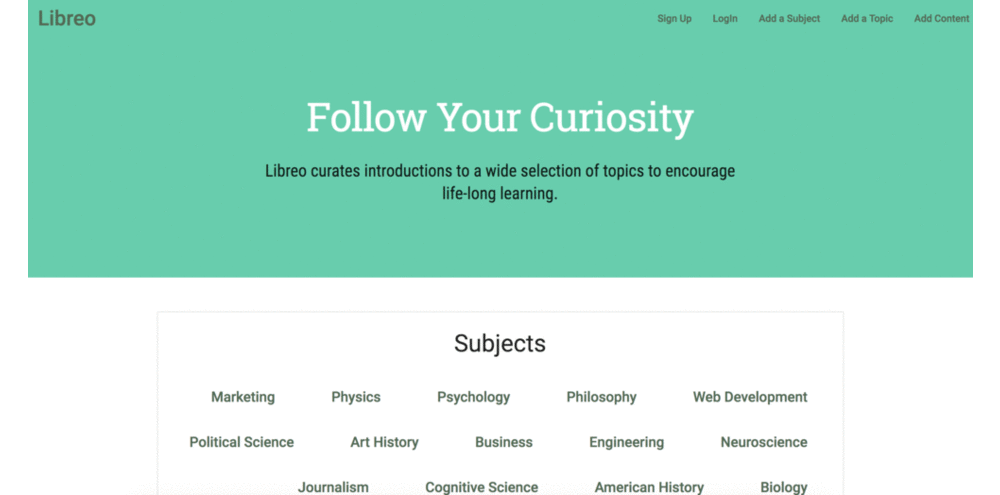 Libreo
Sign Up LogIn Add a Subject Add a Topic Add Content
Follow Your Curiosity
Libreo curates introductions to a wide selection of topics to encourage
life-long learning.
Subjects
Marketing Physics Psychology Philosophy Web Development
Political Science Art History Business Engineering Neuroscience
Journalism Cognitive Science American History Biology